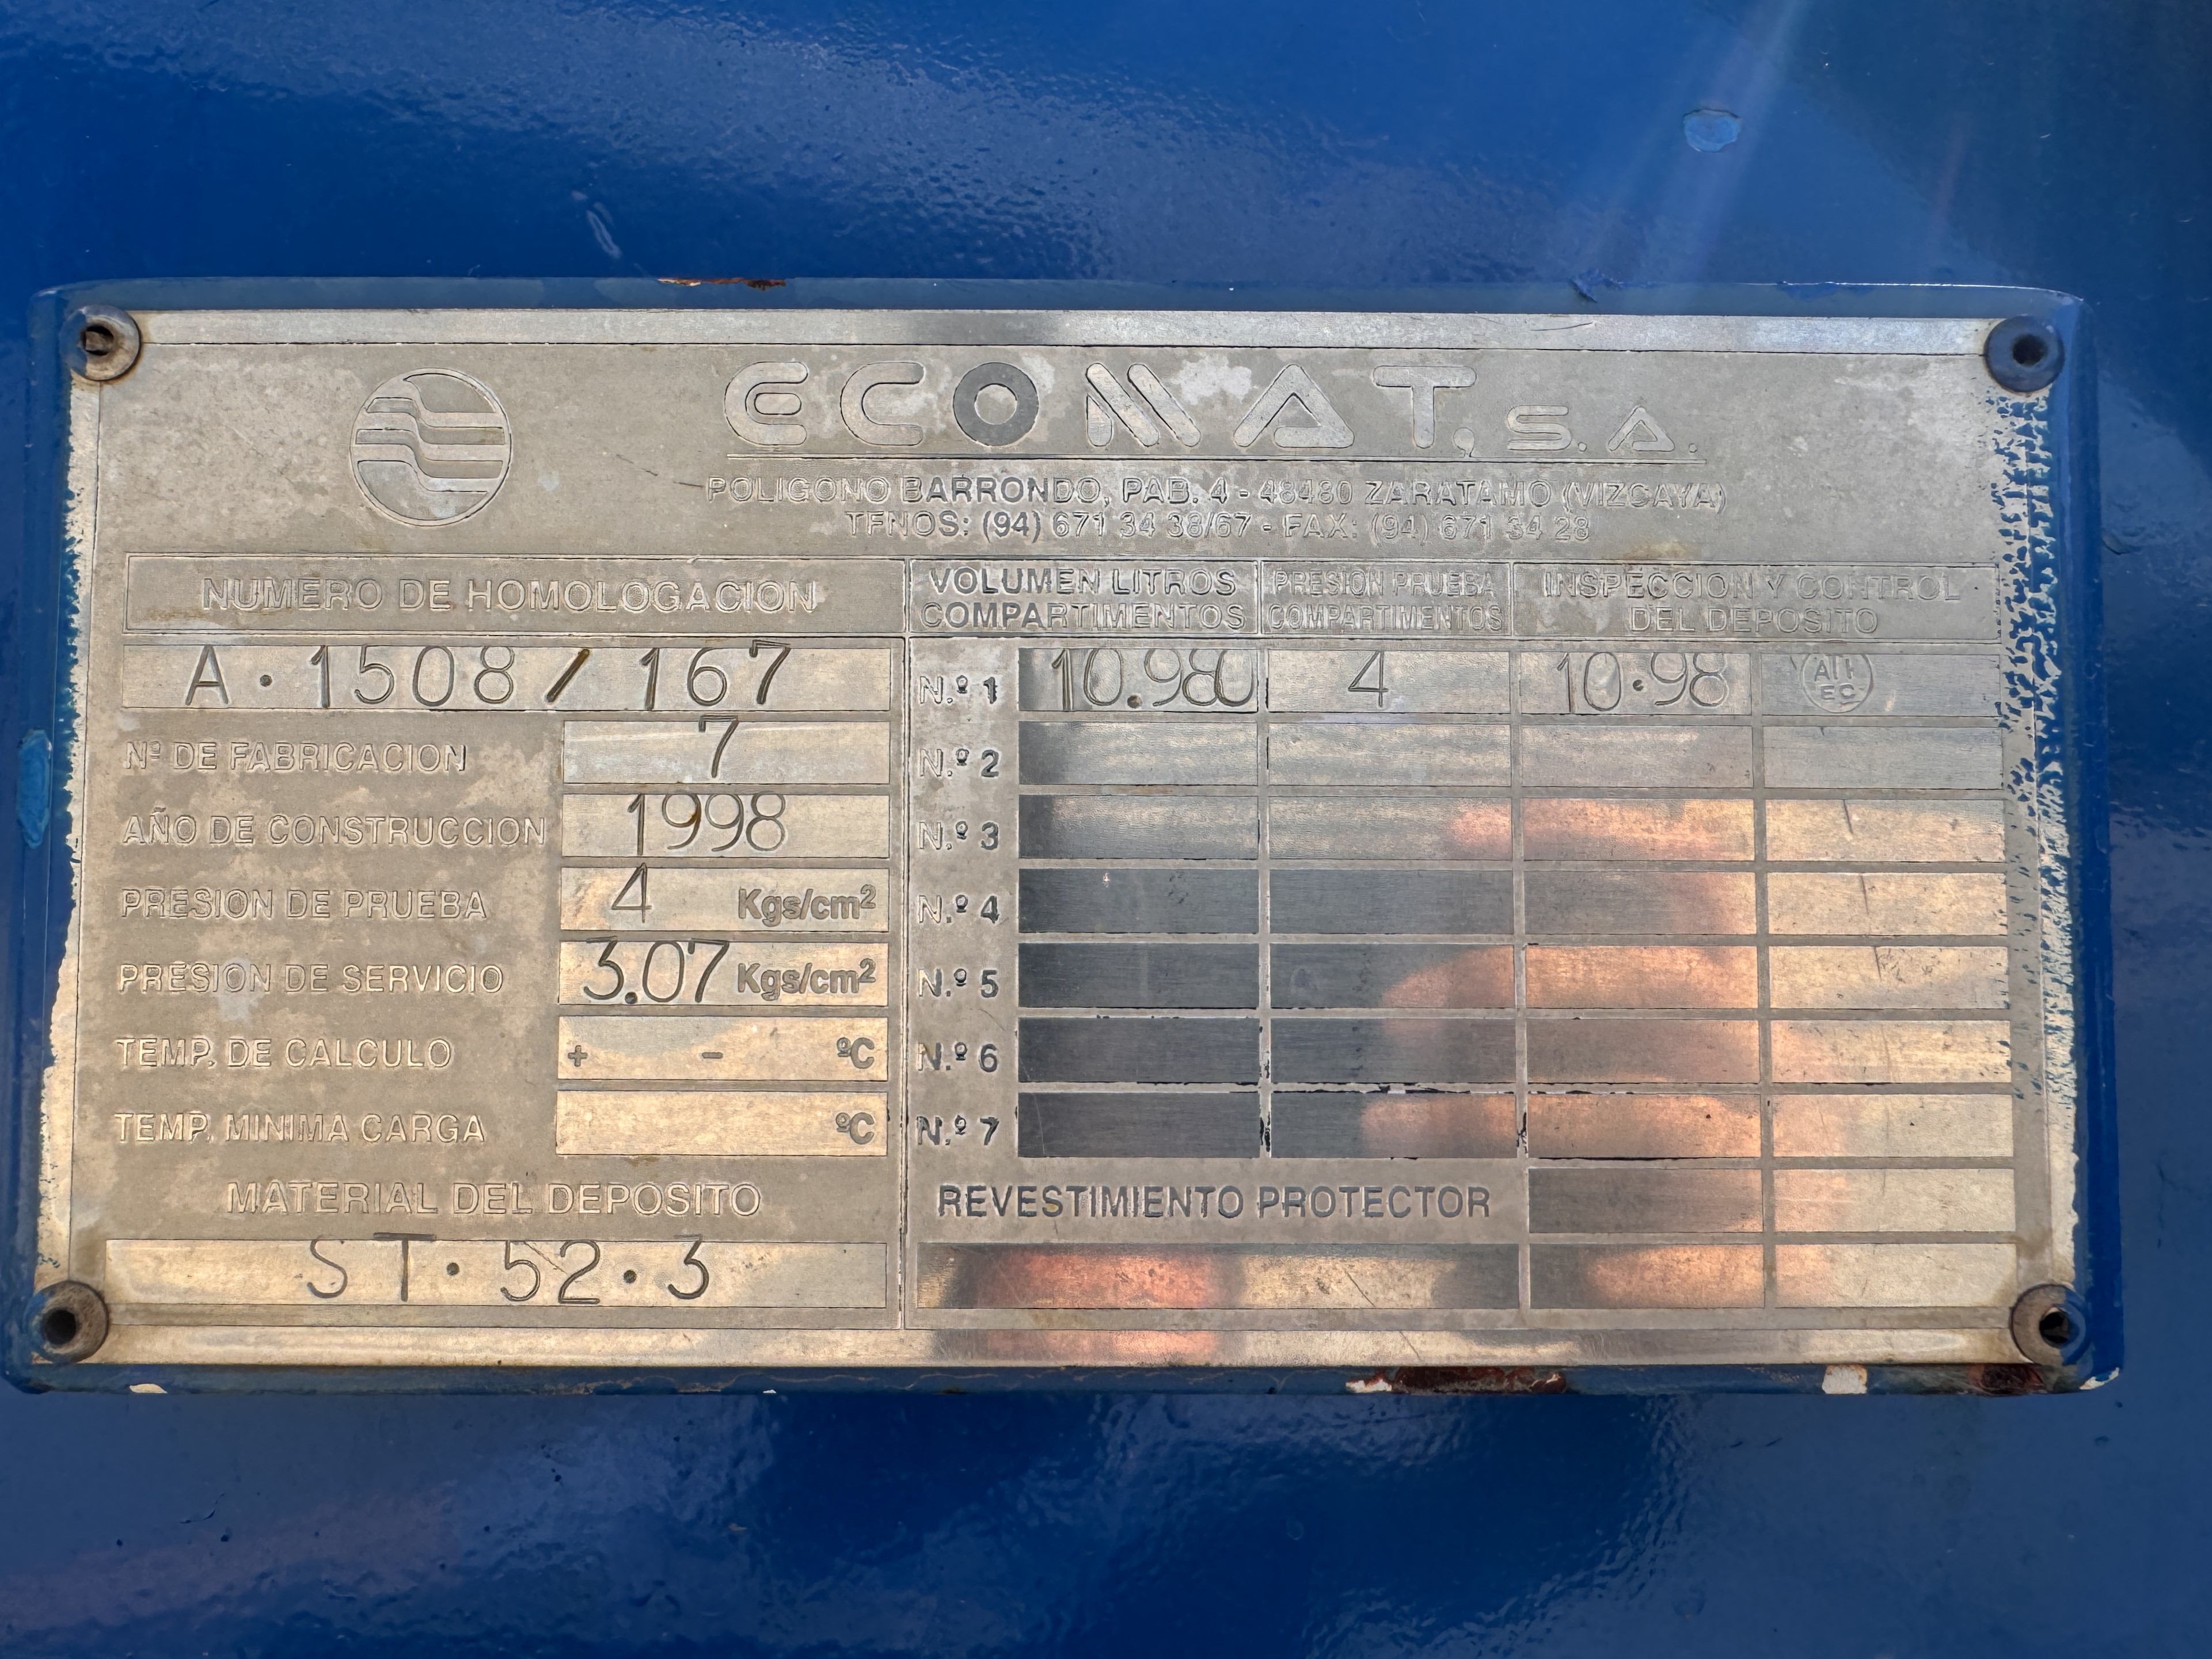 ECOMAT, S.A.
POLIGONO BARRONDO, PAB. 4 - 48480 ZARATAMO (VIZCAYA)
TFNOS: (94) 671 34 38/67 - FAX: (94) 671 34 28
NUMERO DE HOMOLOGACION
A·1508/167
Nº DE FABRICACION 7
AÑO DE CONSTRUCCION 1998
PRESION DE PRUEBA 4 Kgs/cm²
PRESION DE SERVICIO 3.07 Kgs/cm²
TEMP. DE CALCULO + - ºC
TEMP. MINIMA CARGA ºC
MATERIAL DEL DEPOSITO
ST·52·3
VOLUMEN LITROS COMPARTIMENTOS
PRESION PRUEBA COMPARTIMENTOS
INSPECCION Y CONTROL DEL DEPOSITO
N.º 1 10.980 4 10·98
N.º 2
N.º 3
N.º 4
N.º 5
N.º 6
N.º 7
REVESTIMIENTO PROTECTOR